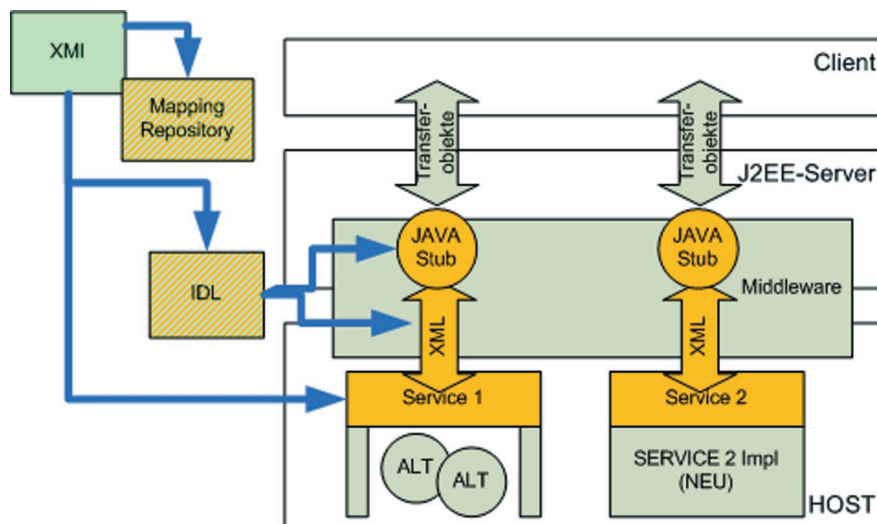 XMI
Client
Mapping
Repository
Transfer-
objekte
Transfer-
objekte
J2EE-Server
JAVA
Stub
JAVA
Stub
IDL
Middleware
XML
XML
Service 1
Service 2
ALT
ALT
SERVICE 2 Impl
(NEU)
HOST